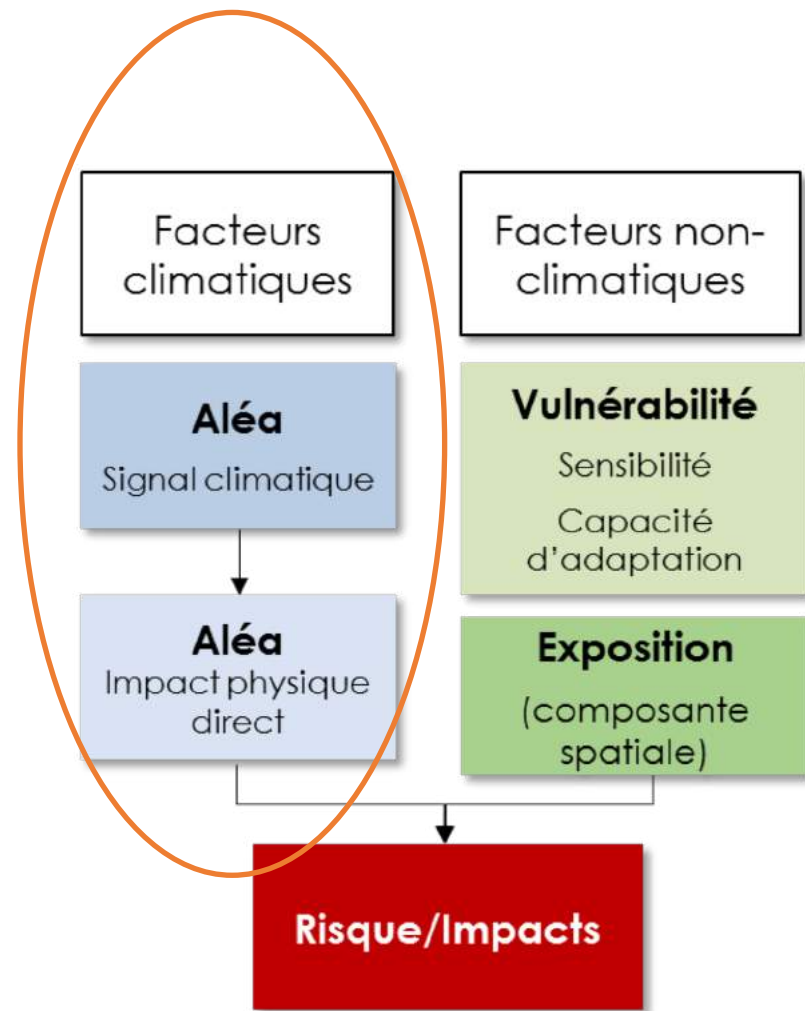 Facteurs
climatiques
Aléa
Signal climatique
Aléa
Impact physique
direct
Facteurs non-
climatiques
Vulnérabilité
Sensibilité
Capacité
d'adaptation
Exposition
(composante
spatiale)
Risque/Impacts